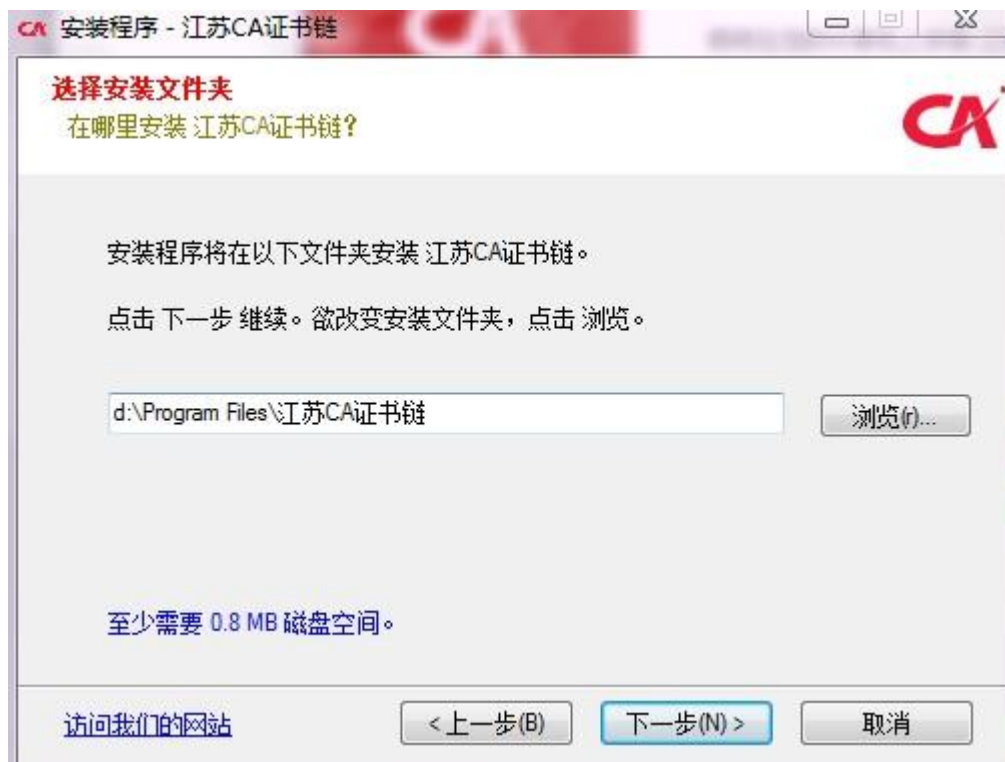 CA 安装程序 - 江苏CA证书链
选择安装文件夹
在哪里安装 江苏CA证书链?
CA
安装程序将在以下文件夹安装 江苏CA证书链。
点击 下一步 继续。欲改变安装文件夹，点击 浏览。
d:\Program Files\江苏CA证书链
浏览(r)...
至少需要 0.8 MB 磁盘空间。
访问我们的网站
<上一步(B)
下一步(N)>
取消